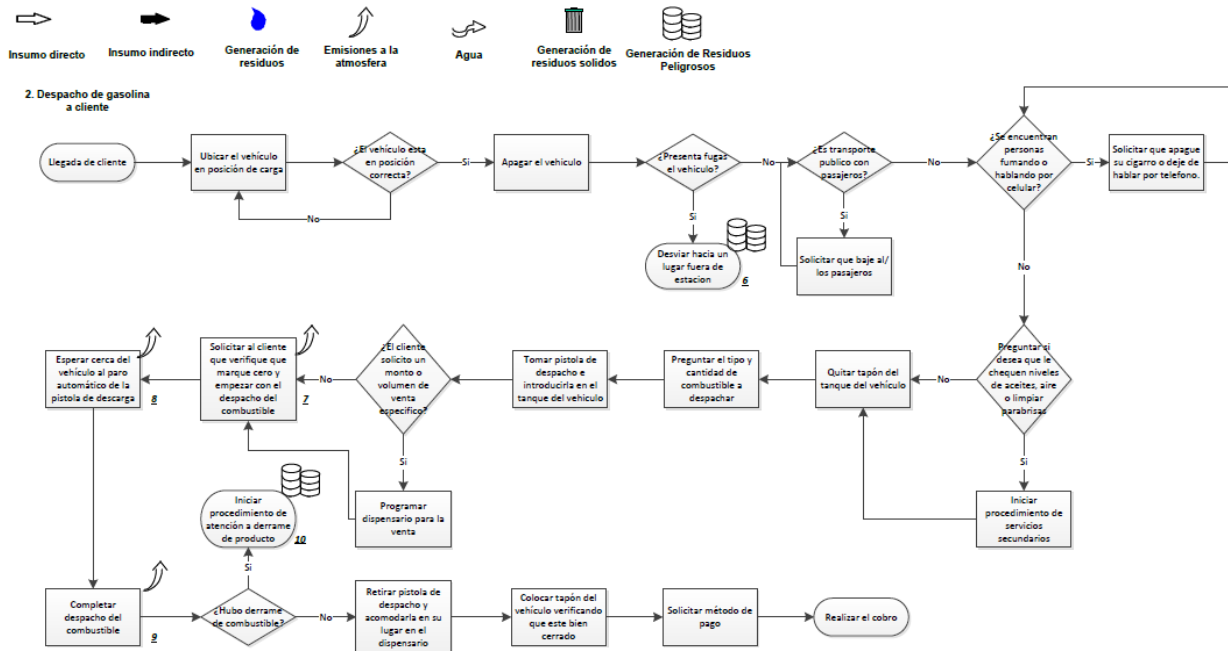 Insumo directo
Insumo indirecto
Generación de
residuos
Emisiones a la
atmosfera
Agua
Generación de
residuos solidos
Generación de Residuos
Peligrosos
2. Despacho de gasolina
a cliente
Llegada de cliente
Ubicar el vehículo
en posición de carga
¿El vehículo esta
en posición
correcta?
Si
No
Apagar el vehiculo
¿Presenta fugas
el vehiculo?
No
Si
Desviar hacia un
lugar fuera de
estacion
6
¿Es transporte
publico con
pasajeros?
No
Si
Solicitar que baje al/
los pasajeros
¿Se encuentran
personas
fumando o
hablando por
celular?
Si
Solicitar que apague
su cigarro o deje de
hablar por telefono.
No
Preguntar si
desea que le
chequen niveles
de aceites, aire
o limpiar
parabrisas
No
Si
Iniciar
procedimiento de
servicios
secundarios
Quitar tapón del
tanque del vehículo
Preguntar el tipo y
cantidad de
combustible a
despachar
Tomar pistola de
despacho e
introducirla en el
tanque del vehiculo
¿El cliente
solicito un
monto o
volumen de
venta
especifico?
No
Si
Programar
dispensario para la
venta
Solicitar al cliente
que verifique que
marque cero y
empezar con el
despacho del
combustible
7
Esperar cerca del
vehículo al paro
automático de la
pistola de descarga
8
Completar
despacho del
combustible
9
¿Hubo derrame
de combustible?
Si
Iniciar
procedimiento de
atención a derrame
de producto
10
No
Retirar pistola de
despacho y
acomodarla en su
lugar en el
dispensario
Colocar tapón del
vehículo verificando
que este bien
cerrado
Solicitar método de
pago
Realizar el cobro